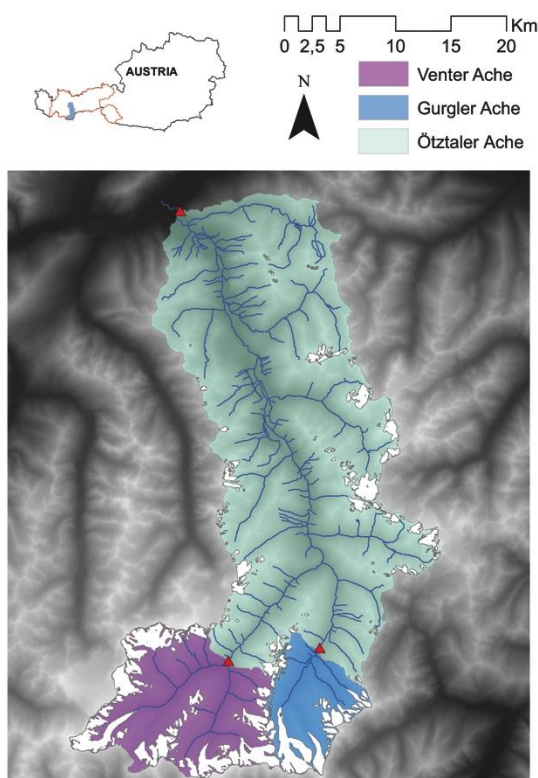 Km
0 2,5 5 10 15 20
AUSTRIA
N
Venter Ache
Gurgler Ache
Ötztaler Ache